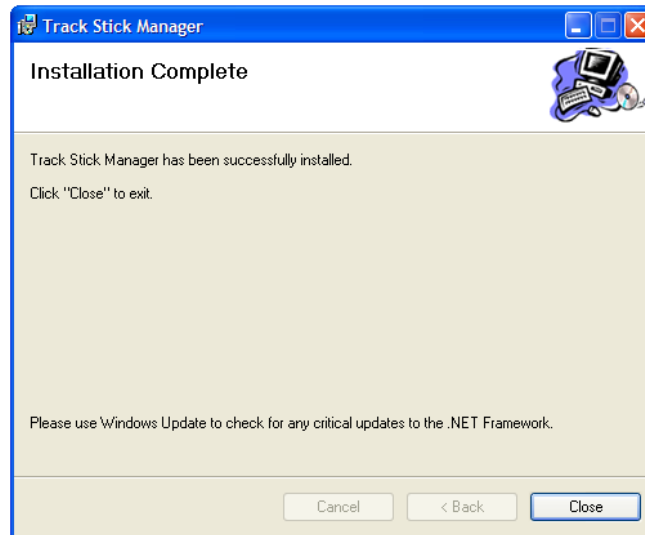 Track Stick Manager
Installation Complete
Track Stick Manager has been successfully installed.
Click "Close" to exit.
Please use Windows Update to check for any critical updates to the .NET Framework.
Cancel
< Back
Close